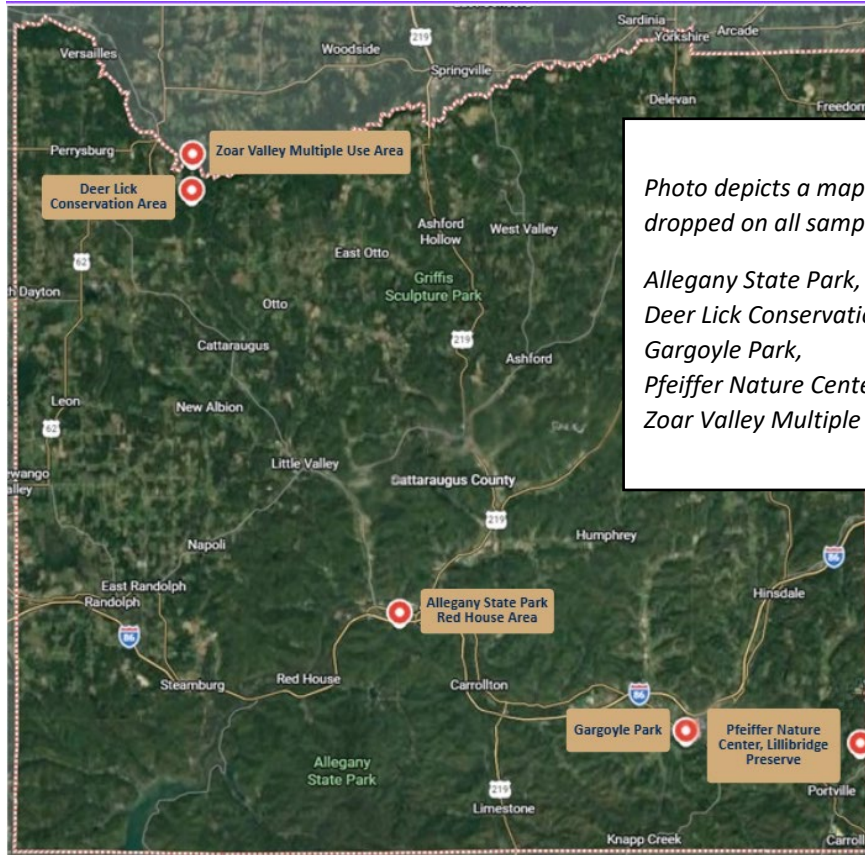 Sardinia
Versailles
Woodside
219
Yorkshire
Arcade
Springville
Delevan
Freedom
Perrysburg
Zoar Valley Multiple Use Area
Deer Lick
Conservation Area
Photo depicts a map
dropped on all samp
Allegany State Park,
Deer Lick Conservatio
Gargoyle Park,
Pfeiffer Nature Cente
Zoar Valley Multiple
Ashford
Hollow
West Valley
East Otto
62
Griffis
Sculpture Park
h Dayton
Otto
219
Cattaraugus
Ashford
Leon
New Albion
62
Little Valley
ewango
alley
Cattaraugus County
219
Humphrey
Napoli
86
East Randolph
Randolph
Hinsdale
Allegany State Park
Red House Area
86
Steamburg
Red House
Carrollton
86
Gargoyle Park
Pfeiffer Nature
Center, Lillibridge
Preserve
Allegany
State Park
219
Portville
Limestone
Knapp Creek
Carroll